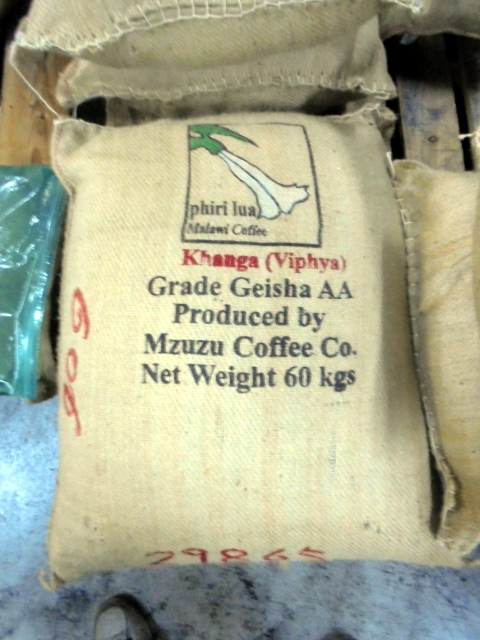 phiri lua
Malawi Coffee
Khanga (Viphya)
Grade Geisha AA
Produced by
Mzuzu Coffee Co.
Net Weight 60 kgs
29865